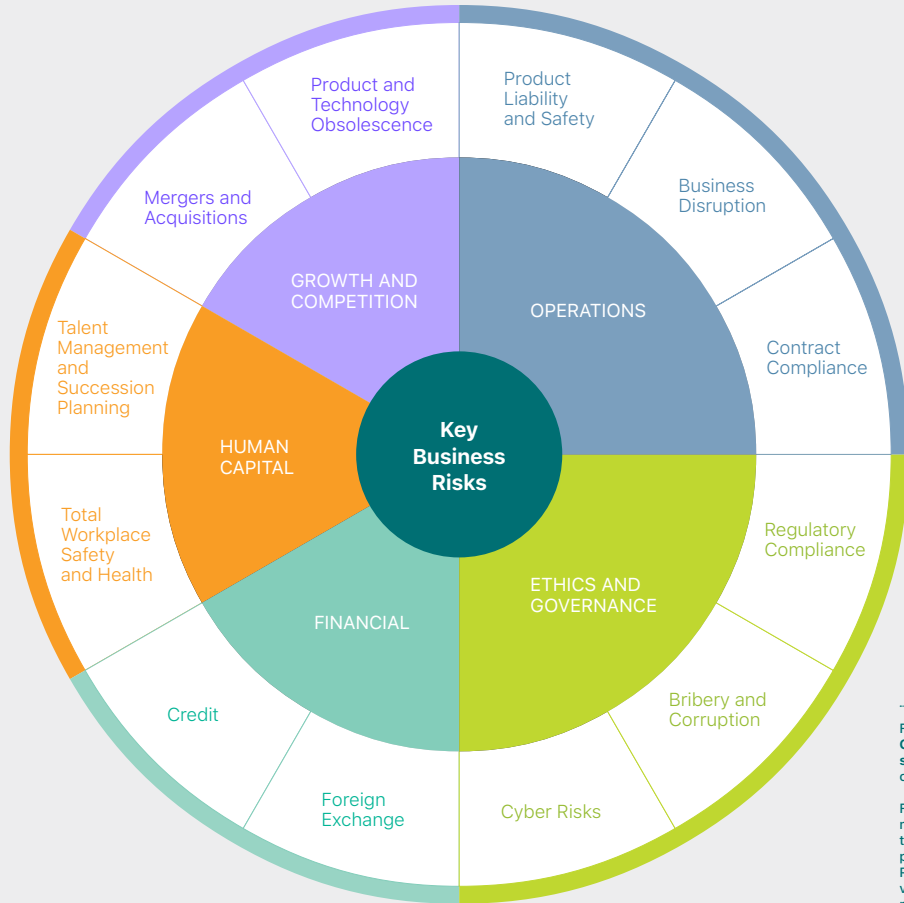 Product and
Technology
Obsolescence
Product
Liability
and Safety
Mergers and
Acquisitions
Business
Disruption
GROWTH AND
COMPETITION
OPERATIONS
Talent
Management
and
Succession
Planning
Contract
Compliance
HUMAN
CAPITAL
Key
Business
Risks
Total
Workplace
Safety
and Health
Regulatory
Compliance
ETHICS AND
GOVERNANCE
FINANCIAL
Credit
Bribery and
Corruption
Foreign
Exchange
Cyber Risks